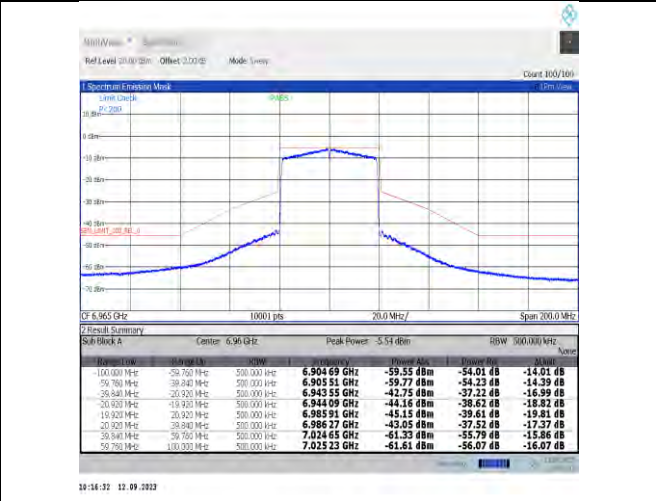 MultiView Spectrum
Ref Level 20.00 dBm Offset 2.00 dB Mode Sweep
Count 100/100
1 Spectrum Emission Mask
Limit Check PASS
10 dBm
0 dBm
-10 dBm
-20 dBm
-30 dBm
-40 dBm
-50 dBm
-60 dBm
-70 dBm
CF 6.965 GHz 10001 pts 20.0 MHz/ Span 200.0 MHz
2 Result Summary
Sub Block A Center 6.96 GHz Peak Power -5.54 dBm RBW 500.000 kHz
None
Range Low Range Up RBW Frequency Power Abs Power Rel ΔLimit
-100.000 MHz -59.760 MHz 500.000 kHz 6.904 69 GHz -59.55 dBm -54.01 dB -14.01 dB
-59.760 MHz -39.840 MHz 500.000 kHz 6.905 51 GHz -59.77 dBm -54.23 dB -14.39 dB
-39.840 MHz -20.920 MHz 500.000 kHz 6.943 55 GHz -42.75 dBm -37.22 dB -16.99 dB
-20.920 MHz -19.920 MHz 500.000 kHz 6.944 09 GHz -44.16 dBm -38.62 dB -18.82 dB
19.920 MHz 20.920 MHz 500.000 kHz 6.985 91 GHz -45.15 dBm -39.61 dB -19.81 dB
20.920 MHz 39.840 MHz 500.000 kHz 6.986 27 GHz -43.05 dBm -37.52 dB -17.37 dB
39.840 MHz 59.760 MHz 500.000 kHz 7.024 65 GHz -61.33 dBm -55.79 dB -15.86 dB
59.760 MHz 100.000 MHz 500.000 kHz 7.025 23 GHz -61.61 dBm -56.07 dB -16.07 dB
10:16:32 12.09.2023